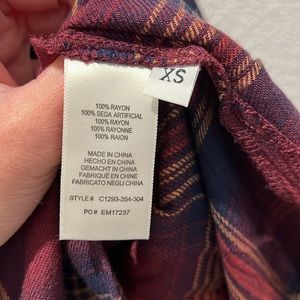 XS
100% RAYON
100% SEDA ARTIFICIAL
100% RAYON
100% RAYONNE
100% RAION
MADE IN CHINA
HECHO EN CHINA
GEMACHT IN CHINA
FABRIQUÉ EN CHINE
FABRICATO NEGLI CHINA
STYLE # C1293-354-304
PO # EM17237